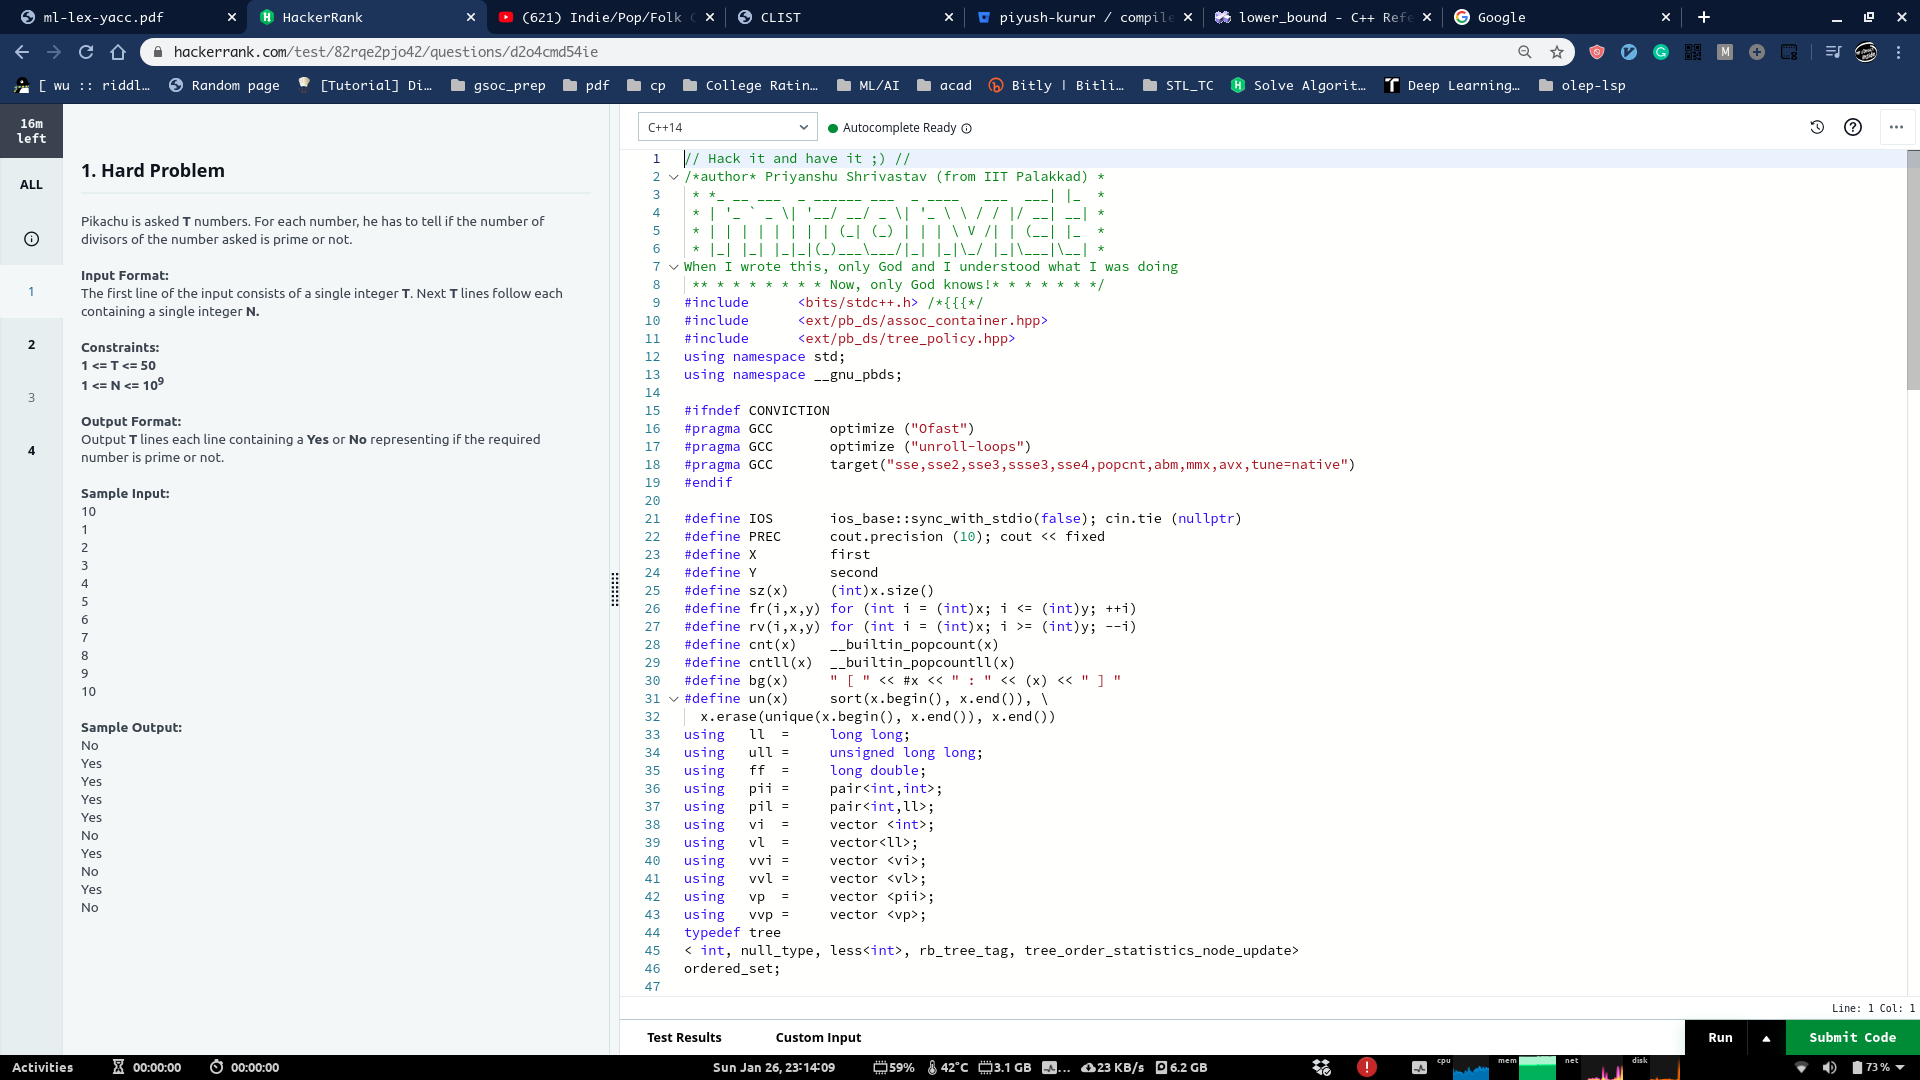 ml-lex-yacc.pdf
HackerRank
(621) Indie/Pop/Folk
CLIST
piyush-kurur / compile
lower_bound - C++ Refe
Google
hackerrank.com/test/82rqe2pjo42/questions/d2o4cmd54ie
[ wu :: riddl...
Random page
[Tutorial] Di...
gsoc_prep
pdf
cp
College Ratin...
ML/AI
acad
Bitly | Bitli...
STL_TC
Solve Algorit...
Deep Learning...
olep-lsp
16m
left
ALL
1
2
3
4
1. Hard Problem
Pikachu is asked T numbers. For each number, he has to tell if the number of
divisors of the number asked is prime or not.
Input Format:
The first line of the input consists of a single integer T. Next T lines follow each
containing a single integer N.
Constraints:
1 <= T <= 50
1 <= N <= 10^9
Output Format:
Output T lines each line containing a Yes or No representing if the required
number is prime or not.
Sample Input:
10
1
2
3
4
5
6
7
8
9
10
Sample Output:
No
Yes
Yes
Yes
Yes
No
Yes
No
Yes
No
C++14
Autocomplete Ready
1 // Hack it and have it ;) //
2 /*author* Priyanshu Shrivastav (from IIT Palakkad) *
3 * *_ __ ___  _ ______ ___  _ ____   ___  ___| |_  *
4 * | '_ ` _ \| '__/ __/ _ \| '_ \ \ / / |/ __| __| *
5 * | | | | | | | | (_| (_) | | | \ V /| | (__| |_  *
6 * |_| |_| |_|_|(_)___\___/|_| |_|\_/ |_|\___|\__| *
7 When I wrote this, only God and I understood what I was doing
8 ** * * * * * * * Now, only God knows!* * * * * * */
9 #include      <bits/stdc++.h> /*{{{*/
10 #include      <ext/pb_ds/assoc_container.hpp>
11 #include      <ext/pb_ds/tree_policy.hpp>
12 using namespace std;
13 using namespace __gnu_pbds;
14
15 #ifndef CONVICTION
16 #pragma GCC       optimize ("Ofast")
17 #pragma GCC       optimize ("unroll-loops")
18 #pragma GCC       target("sse,sse2,sse3,ssse3,sse4,popcnt,abm,mmx,avx,tune=native")
19 #endif
20
21 #define IOS       ios_base::sync_with_stdio(false); cin.tie (nullptr)
22 #define PREC      cout.precision (10); cout << fixed
23 #define X         first
24 #define Y         second
25 #define sz(x)     (int)x.size()
26 #define fr(i,x,y) for (int i = (int)x; i <= (int)y; ++i)
27 #define rv(i,x,y) for (int i = (int)x; i >= (int)y; --i)
28 #define cnt(x)    __builtin_popcount(x)
29 #define cntll(x)  __builtin_popcountll(x)
30 #define bg(x)     " [ " << #x << " : " << (x) << " ] "
31 #define un(x)     sort(x.begin(), x.end()), \
32   x.erase(unique(x.begin(), x.end()), x.end())
33 using   ll  =     long long;
34 using   ull =     unsigned long long;
35 using   ff  =     long double;
36 using   pii =     pair<int,int>;
37 using   pil =     pair<int,ll>;
38 using   vi  =     vector <int>;
39 using   vl  =     vector<ll>;
40 using   vvi =     vector <vi>;
41 using   vvl =     vector <vl>;
42 using   vp  =     vector <pii>;
43 using   vvp =     vector <vp>;
44 typedef tree
45 < int, null_type, less<int>, rb_tree_tag, tree_order_statistics_node_update>
46 ordered_set;
47
Line: 1 Col: 1
Test Results
Custom Input
Run
Submit Code
Activities
00:00:00
00:00:00
Sun Jan 26, 23:14:09
59%
42°C
3.1 GB
...
23 KB/s
6.2 GB
cpu
mem
net
disk
73 %